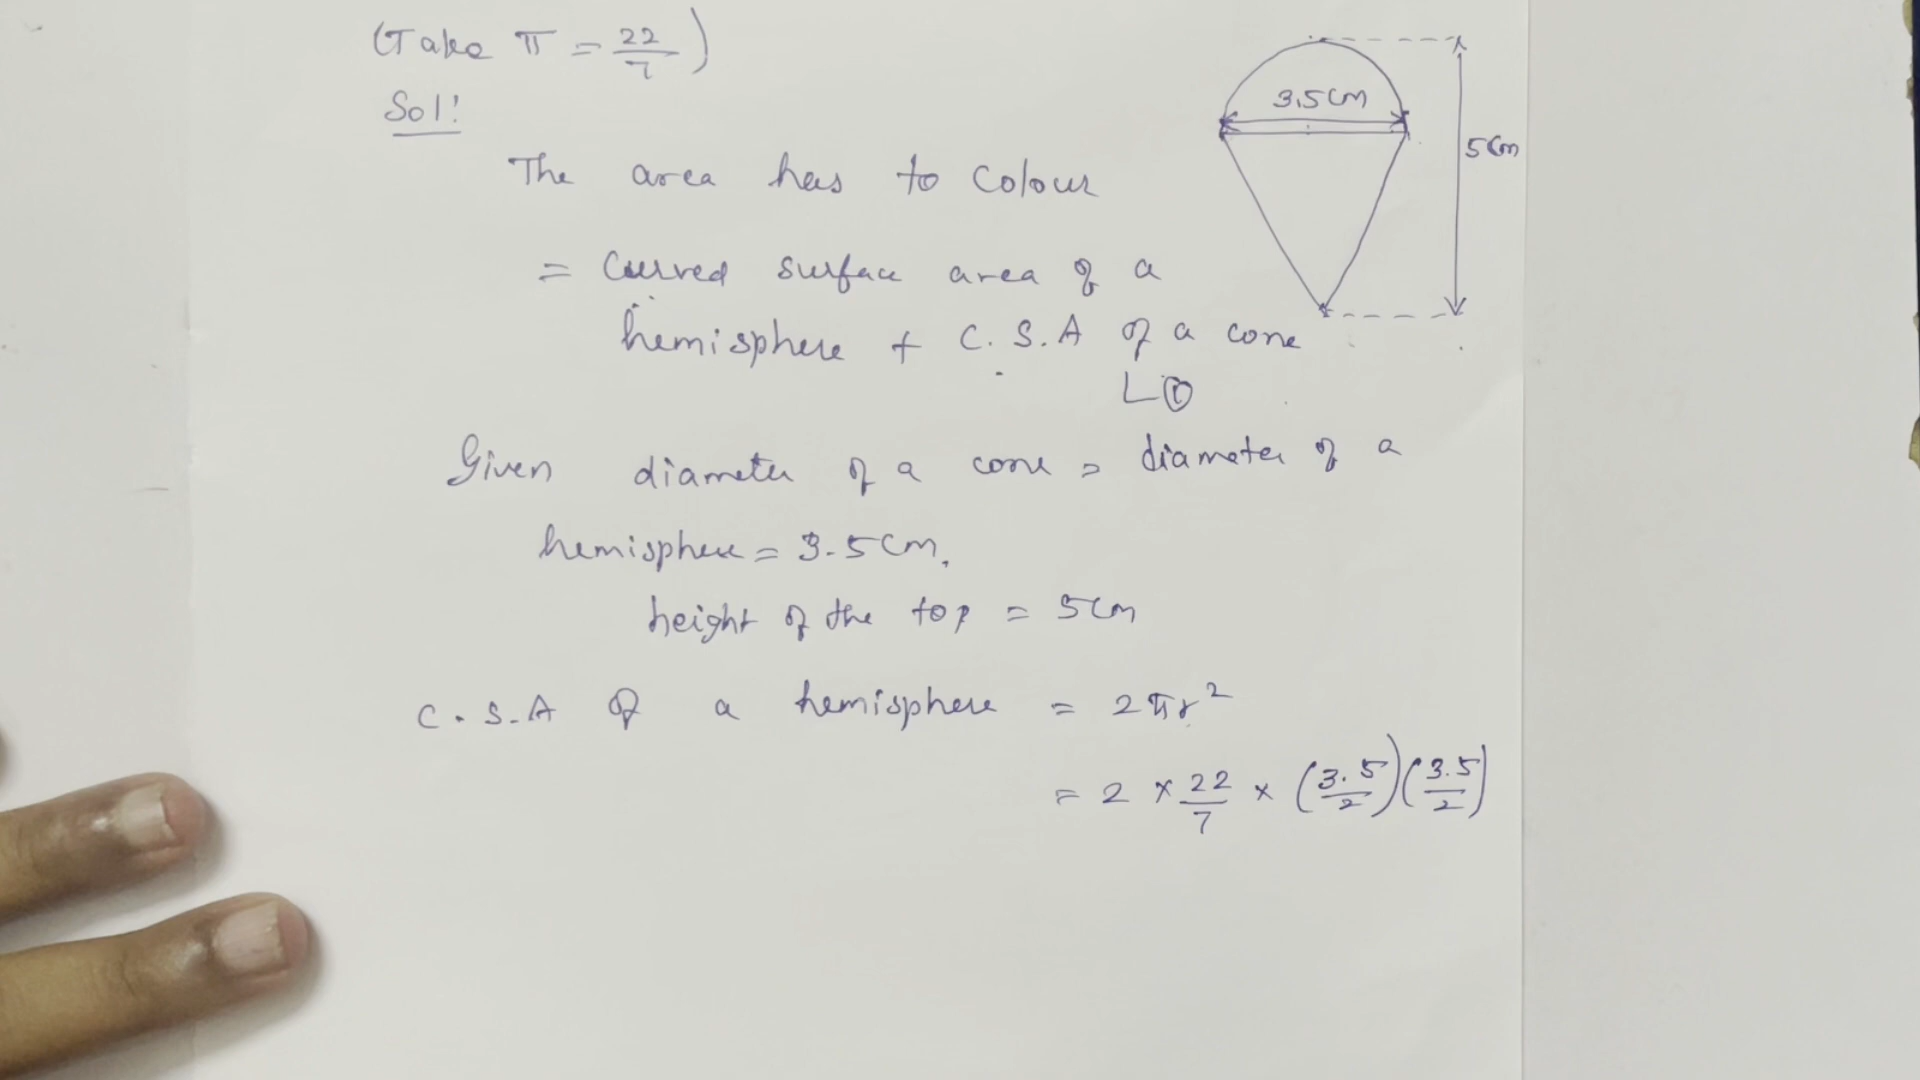 (Take π = 22/7)
Sol:
3.5cm
5cm
The area has to colour
= Curved surface area of a
hemisphere + C.S.A of a cone
L①
Given diameter of a cone = diameter of a
hemisphere = 3.5cm.
height of the top = 5cm
C.S.A of a hemisphere = 2πr²
= 2 × 22/7 × (3.5/2)(3.5/2)